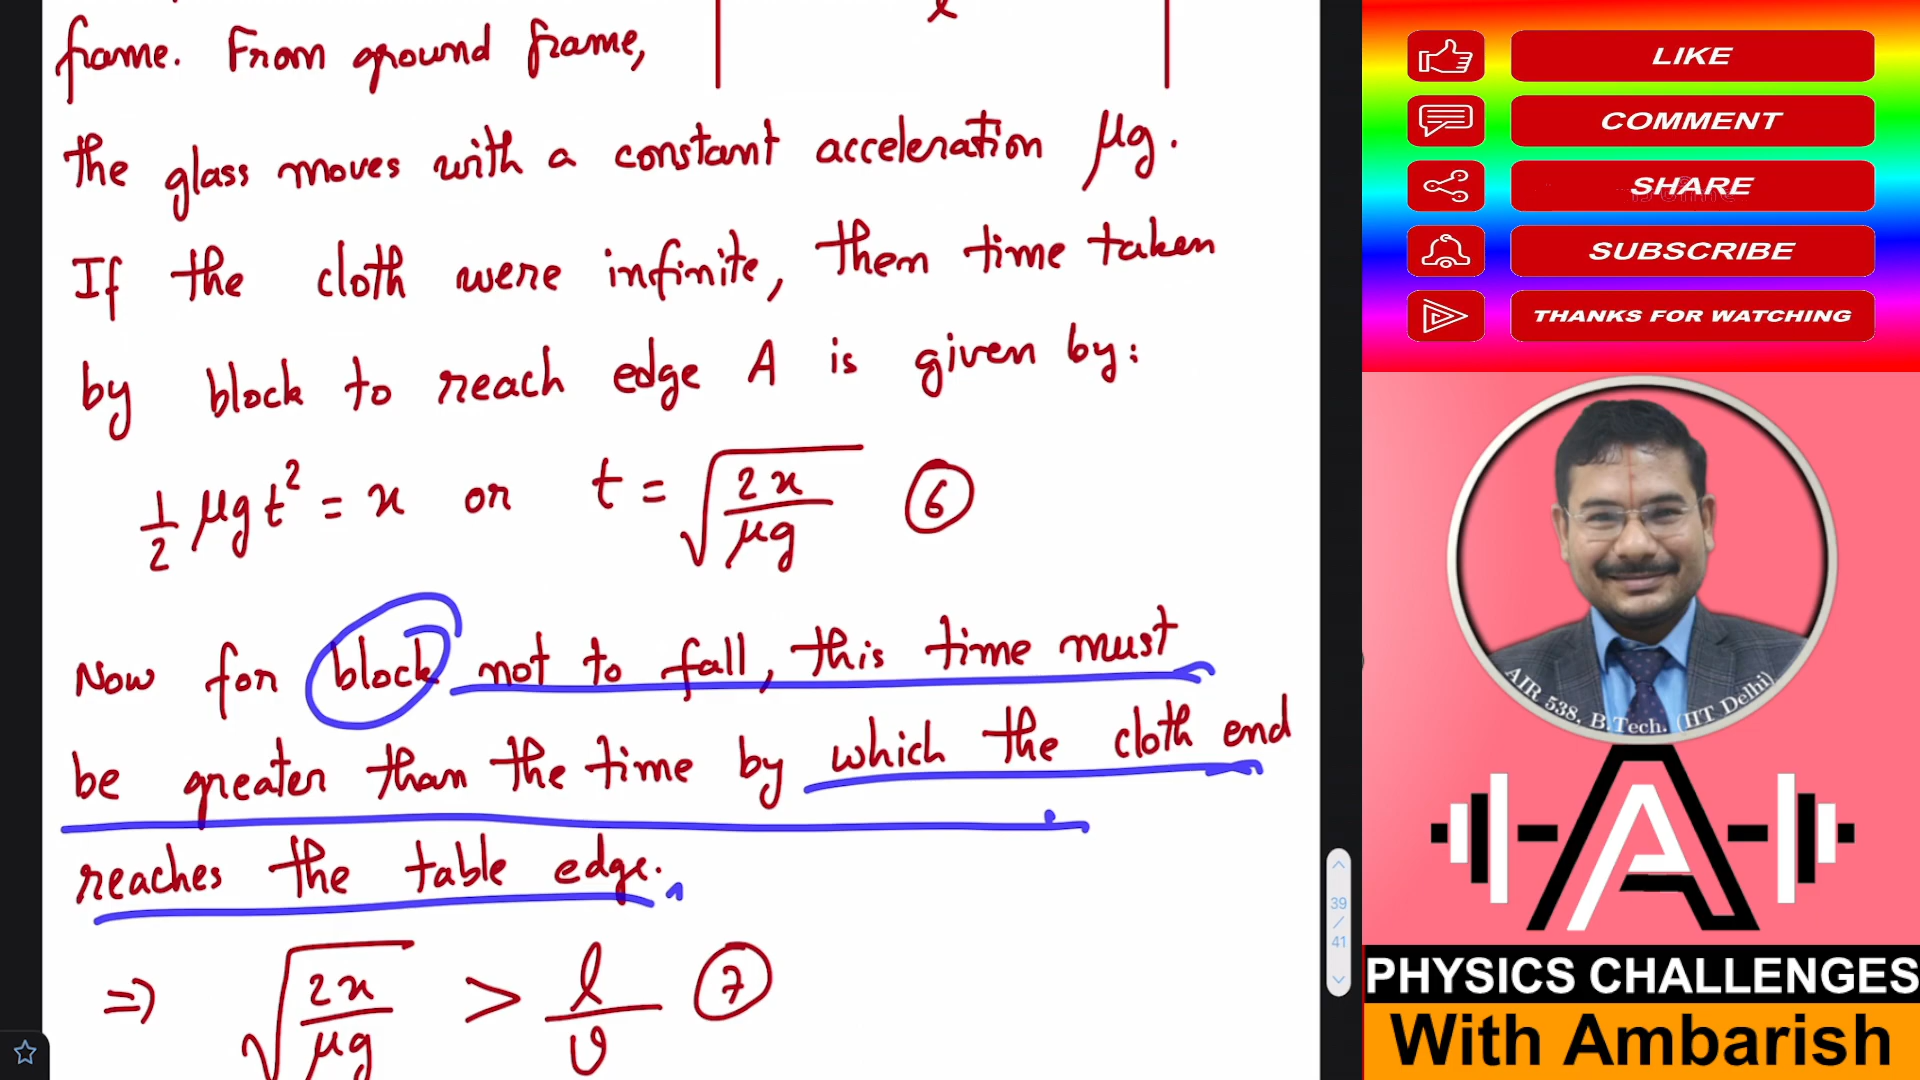 l
frame. From ground frame,
the glass moves with a constant acceleration μg.
If the cloth were infinite, then time taken
by block to reach edge A is given by:
1/2 μgt² = x or t = √(2x/μg) ⑥
Now for block not to fall, this time must
be greater than the time by which the cloth end
reaches the table edge.
⇒ √(2x/μg) > l/v ⑦
39
/
41
LIKE
COMMENT
SHARE
SUBSCRIBE
THANKS FOR WATCHING
AIR 538, B.Tech. (IIT Delhi)
A
PHYSICS CHALLENGES
With Ambarish